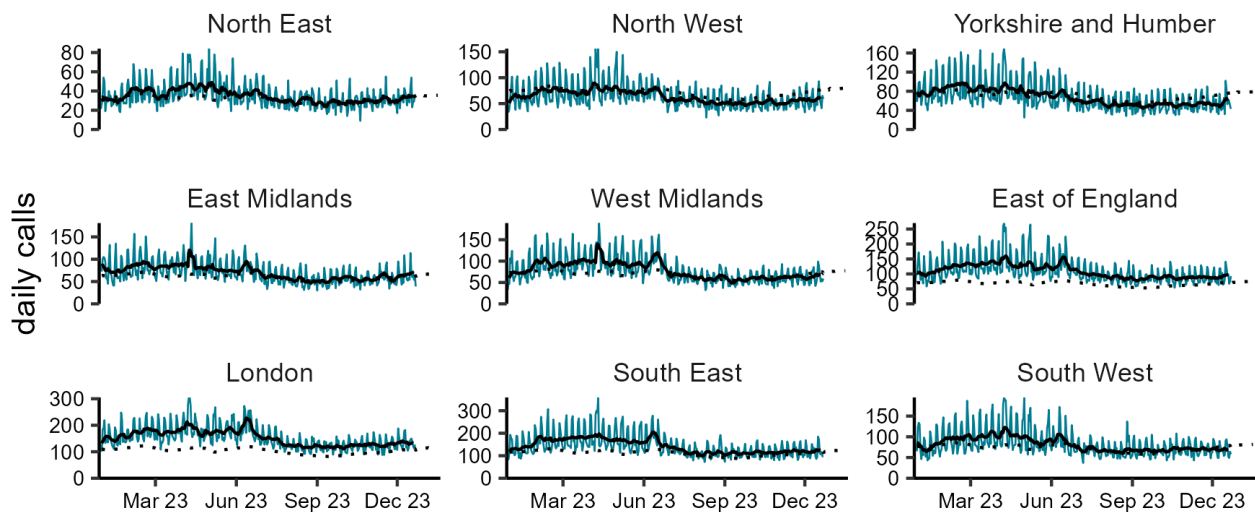 North East North West Yorkshire and Humber
80 150 160
60 100 120
40 50 80
20 0 40
0 0
East Midlands West Midlands East of England
150 150 250
100 100 200
50 50 150
0 0 100
50
0
daily calls
London South East South West
300 300 150
200 200 100
100 100 50
0 0 0
Mar 23 Jun 23 Sep 23 Dec 23 Mar 23 Jun 23 Sep 23 Dec 23 Mar 23 Jun 23 Sep 23 Dec 23